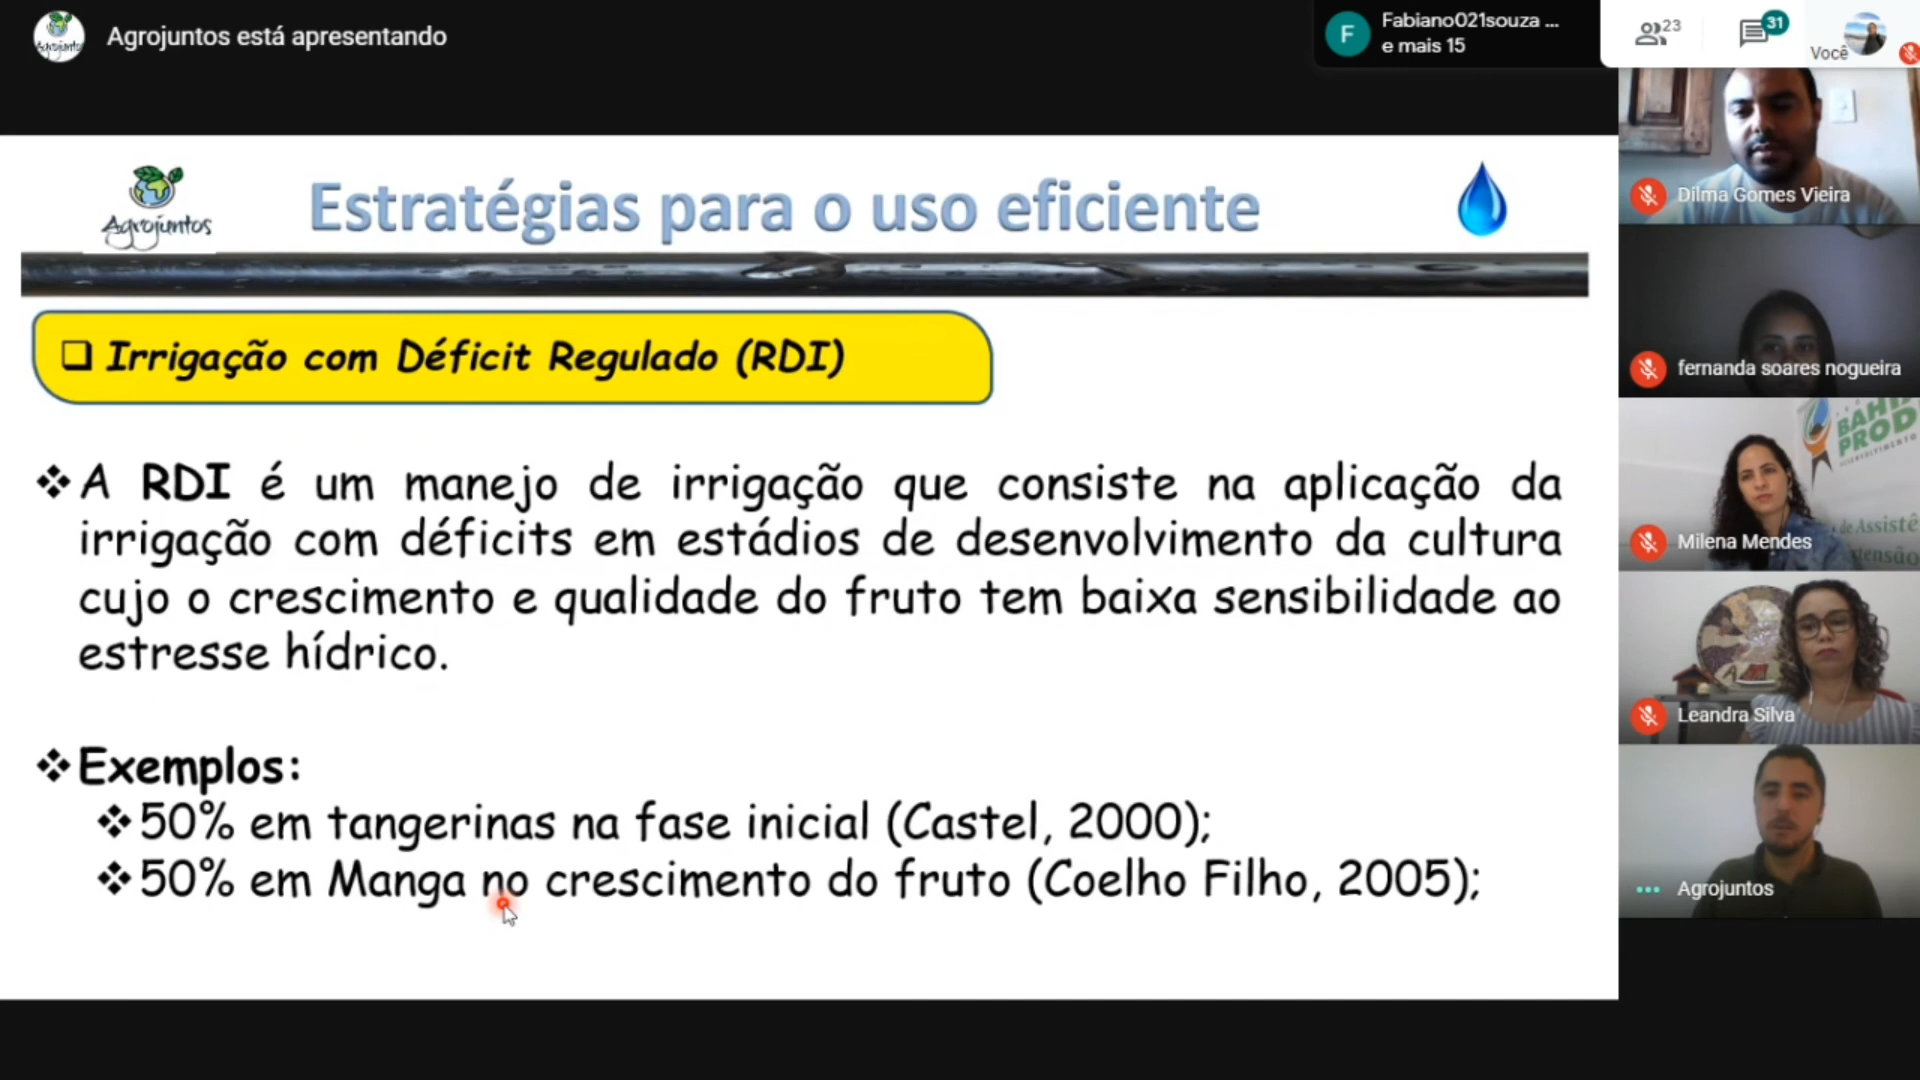 Agrojuntos está apresentando
Fabiano021souza ...
e mais 15
23
31
Você
Agrojuntos
Estratégias para o uso eficiente
Irrigação com Déficit Regulado (RDI)
A RDI é um manejo de irrigação que consiste na aplicação da
irrigação com déficits em estádios de desenvolvimento da cultura
cujo o crescimento e qualidade do fruto tem baixa sensibilidade ao
estresse hídrico.
Exemplos:
50% em tangerinas na fase inicial (Castel, 2000);
50% em Manga no crescimento do fruto (Coelho Filho, 2005);
Dilma Gomes Vieira
fernanda soares nogueira
BAHIA
PROD
Milena Mendes
Leandra Silva
Agrojuntos